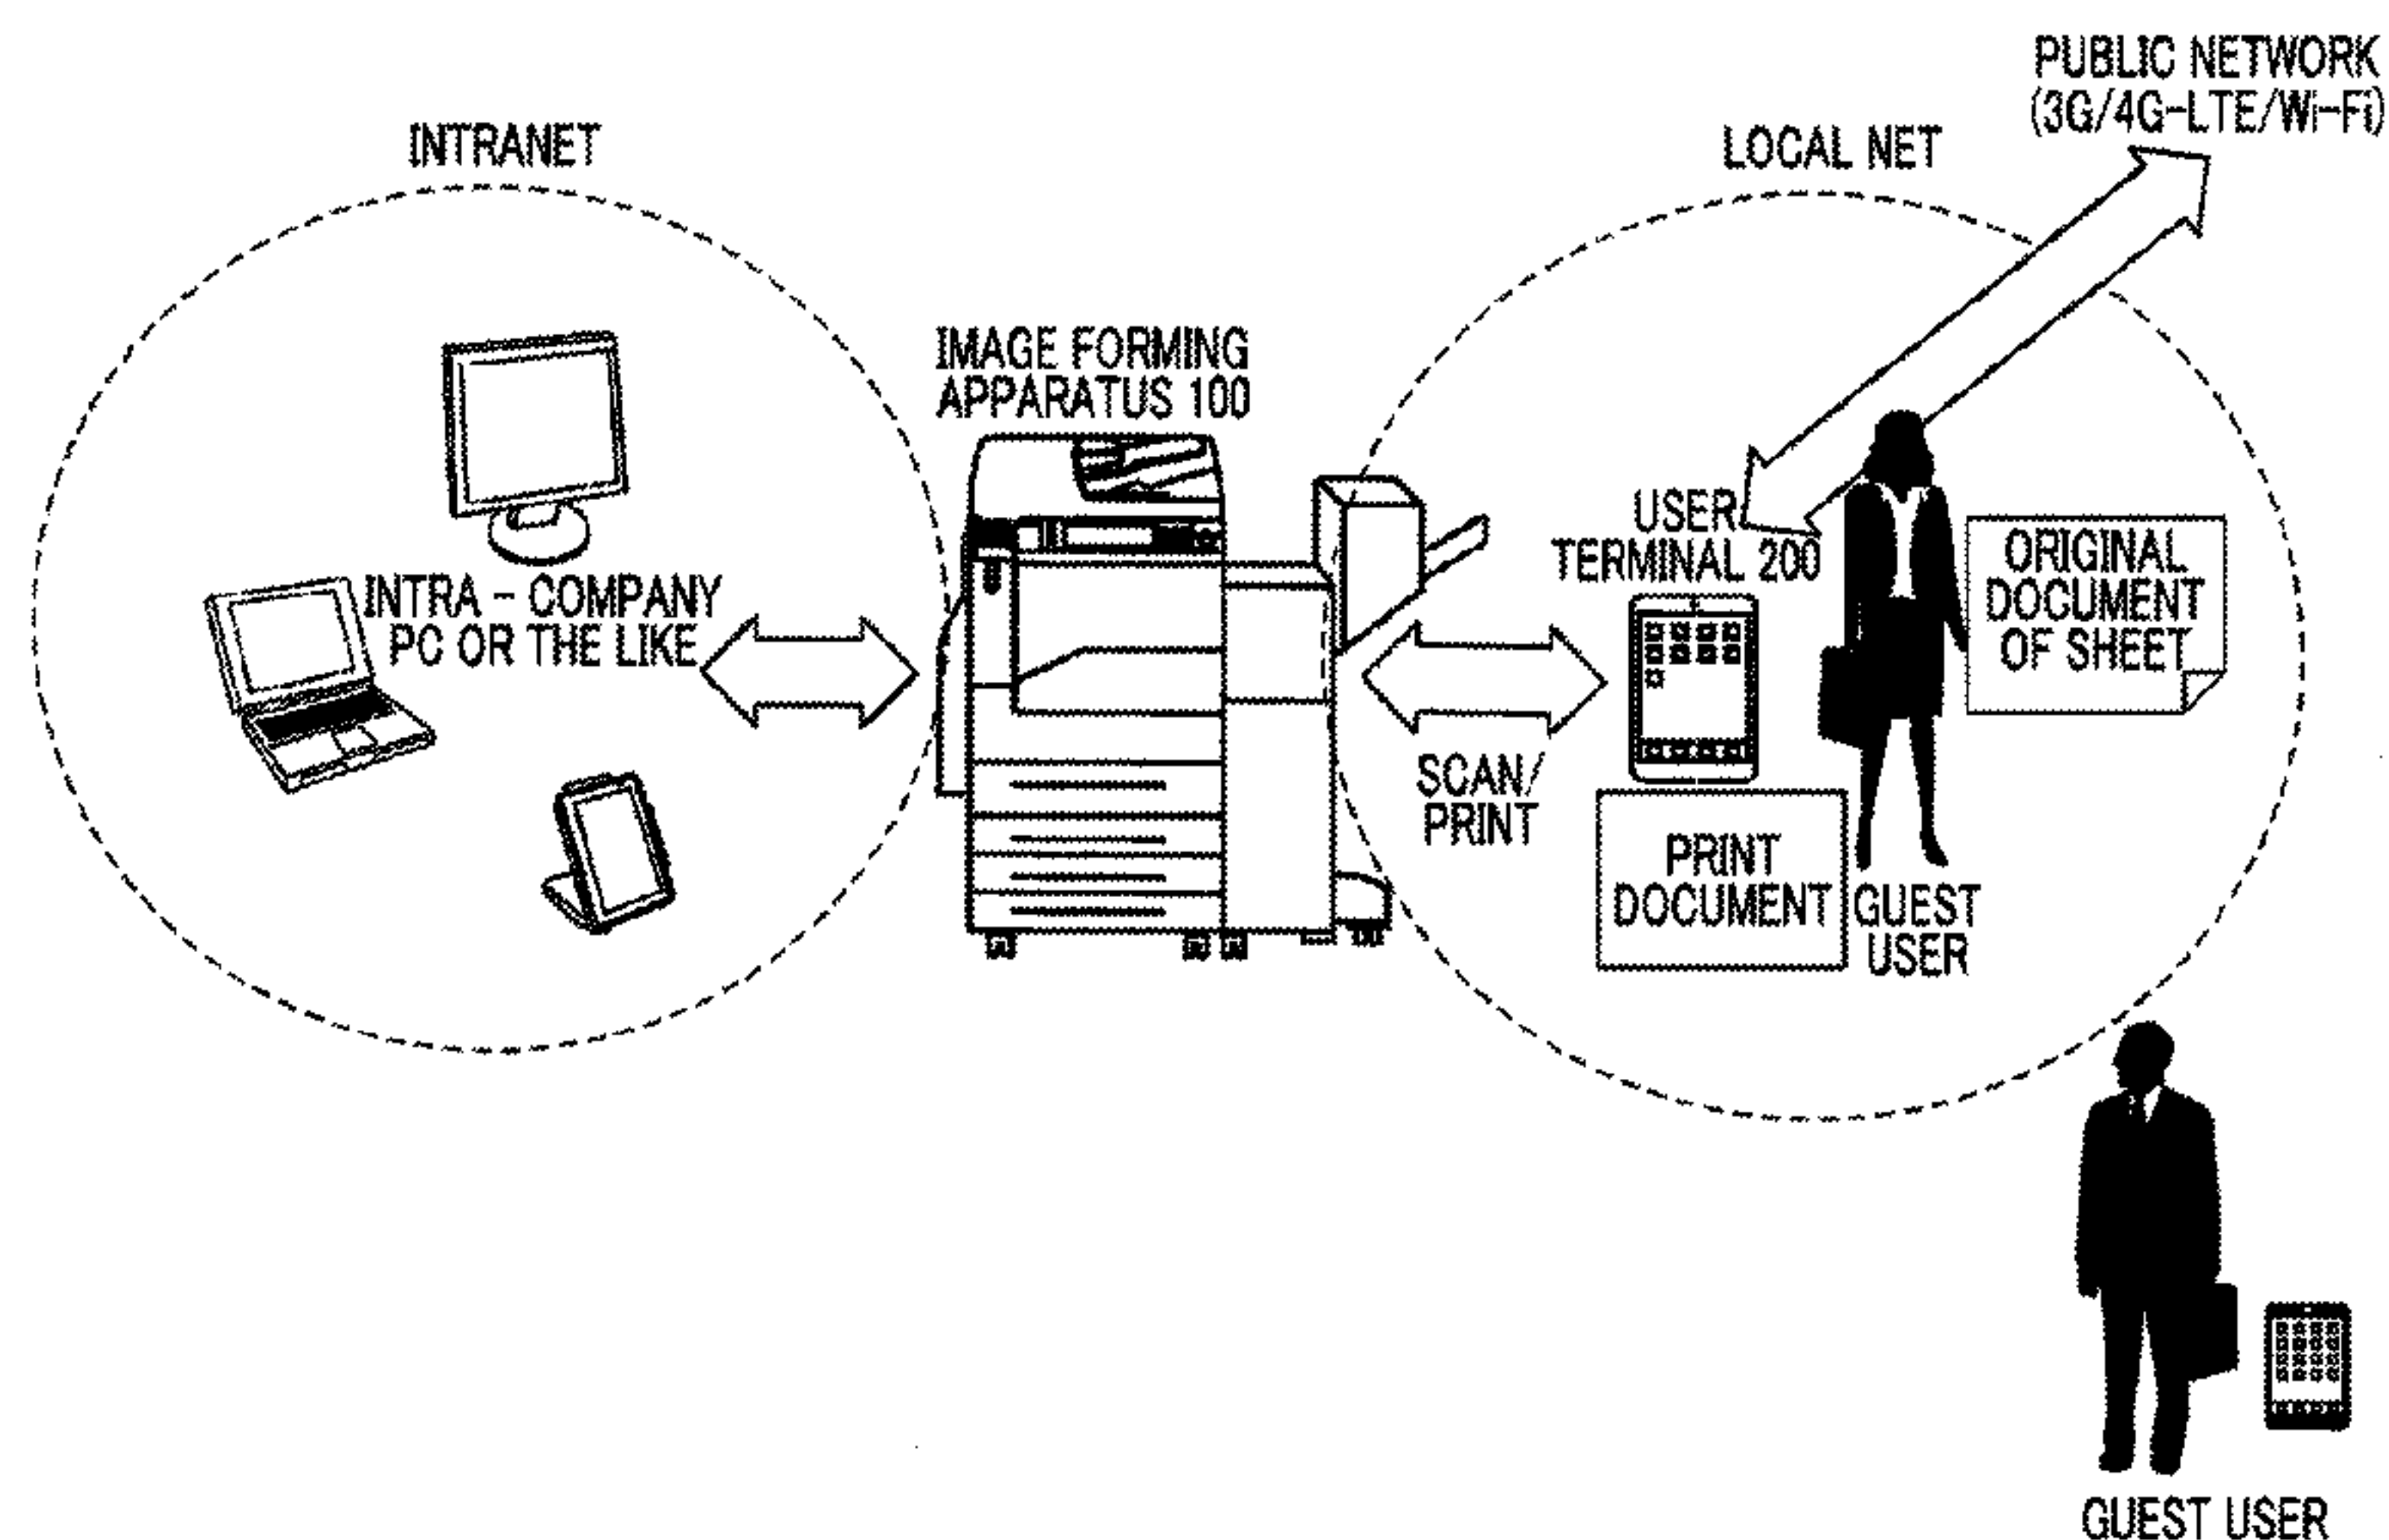 PUBLIC NETWORK
(3G/4G-LTE/Wi-Fi)
INTRANET
LOCAL NET
IMAGE FORMING
APPARATUS 100
USER
TERMINAL 200
ORIGINAL
DOCUMENT
OF SHEET
INTRA - COMPANY
PC OR THE LIKE
SCAN/
PRINT
PRINT
DOCUMENT
GUEST
USER
GUEST USER